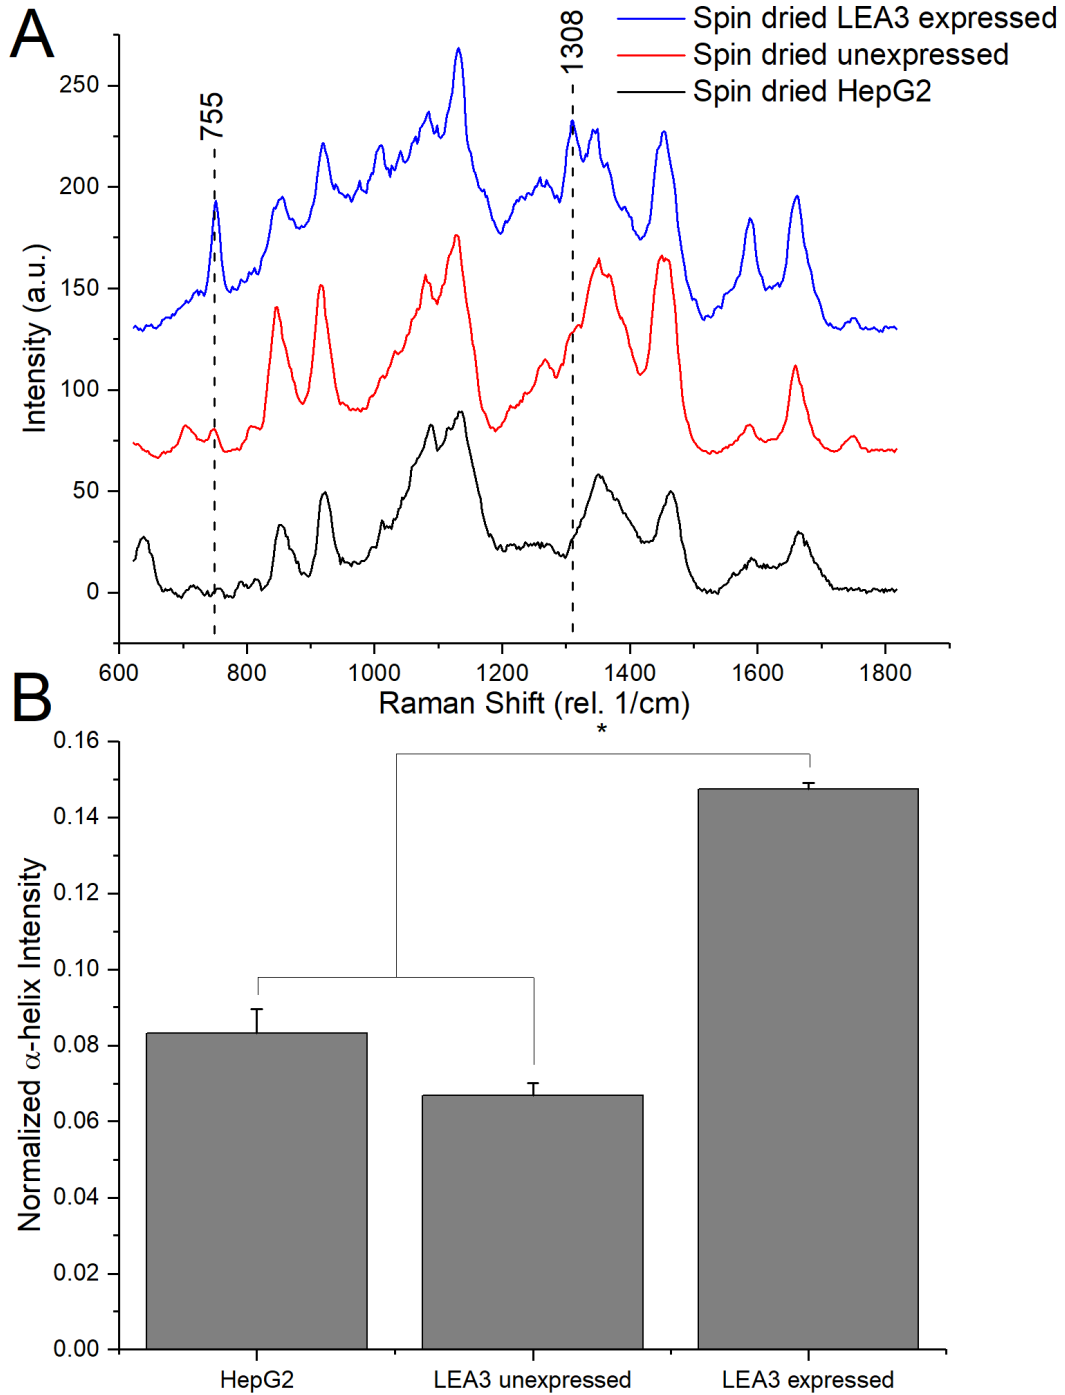 A
Spin dried LEA3 expressed
Spin dried unexpressed
Spin dried HepG2
755
1308
Intensity (a.u.)
250
200
150
100
50
0
600 800 1000 1200 1400 1600 1800
Raman Shift (rel. 1/cm)
B
*
Normalized α-helix Intensity
0.16
0.14
0.12
0.10
0.08
0.06
0.04
0.02
0.00
HepG2 LEA3 unexpressed LEA3 expressed